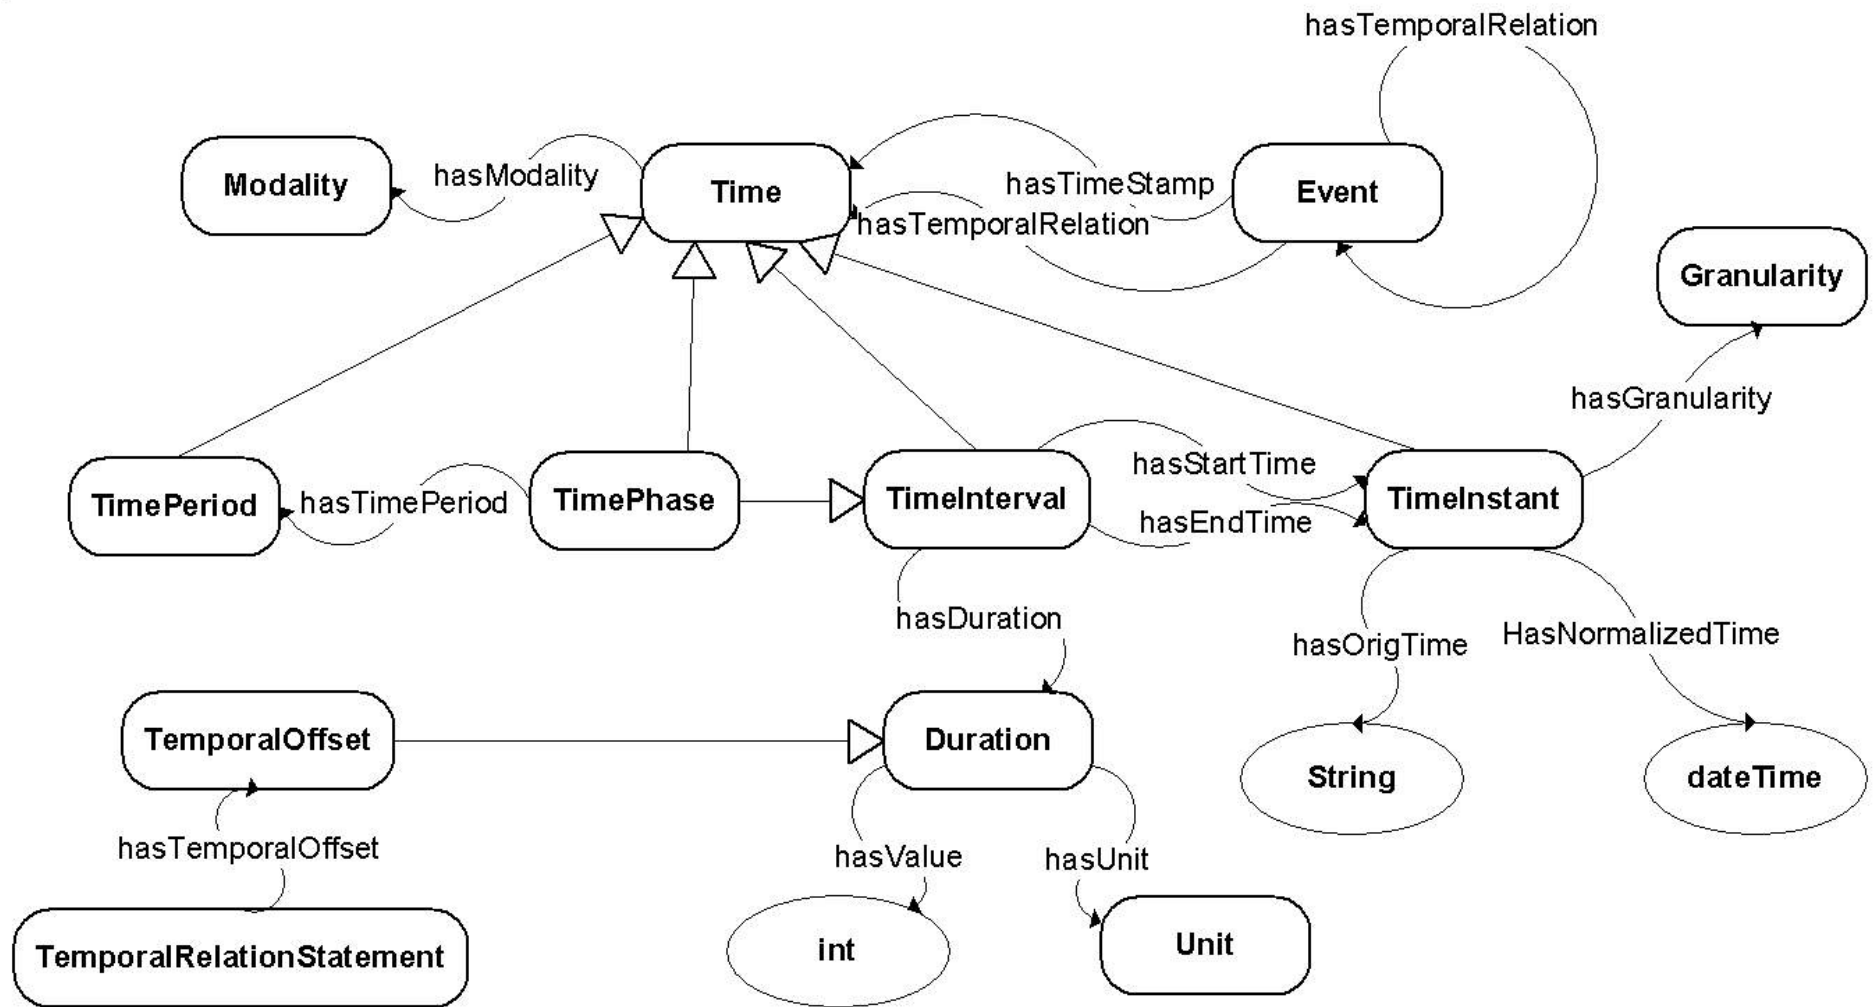 hasTemporalRelation
Modality
hasModality
Time
hasTimeStamp
Event
hasTemporalRelation
Granularity
hasGranularity
TimePeriod
hasTimePeriod
TimePhase
TimeInterval
hasStartTime
hasEndTime
TimeInstant
hasDuration
hasOrigTime
HasNormalizedTime
TemporalOffset
Duration
String
dateTime
hasTemporalOffset
hasValue
hasUnit
TemporalRelationStatement
int
Unit